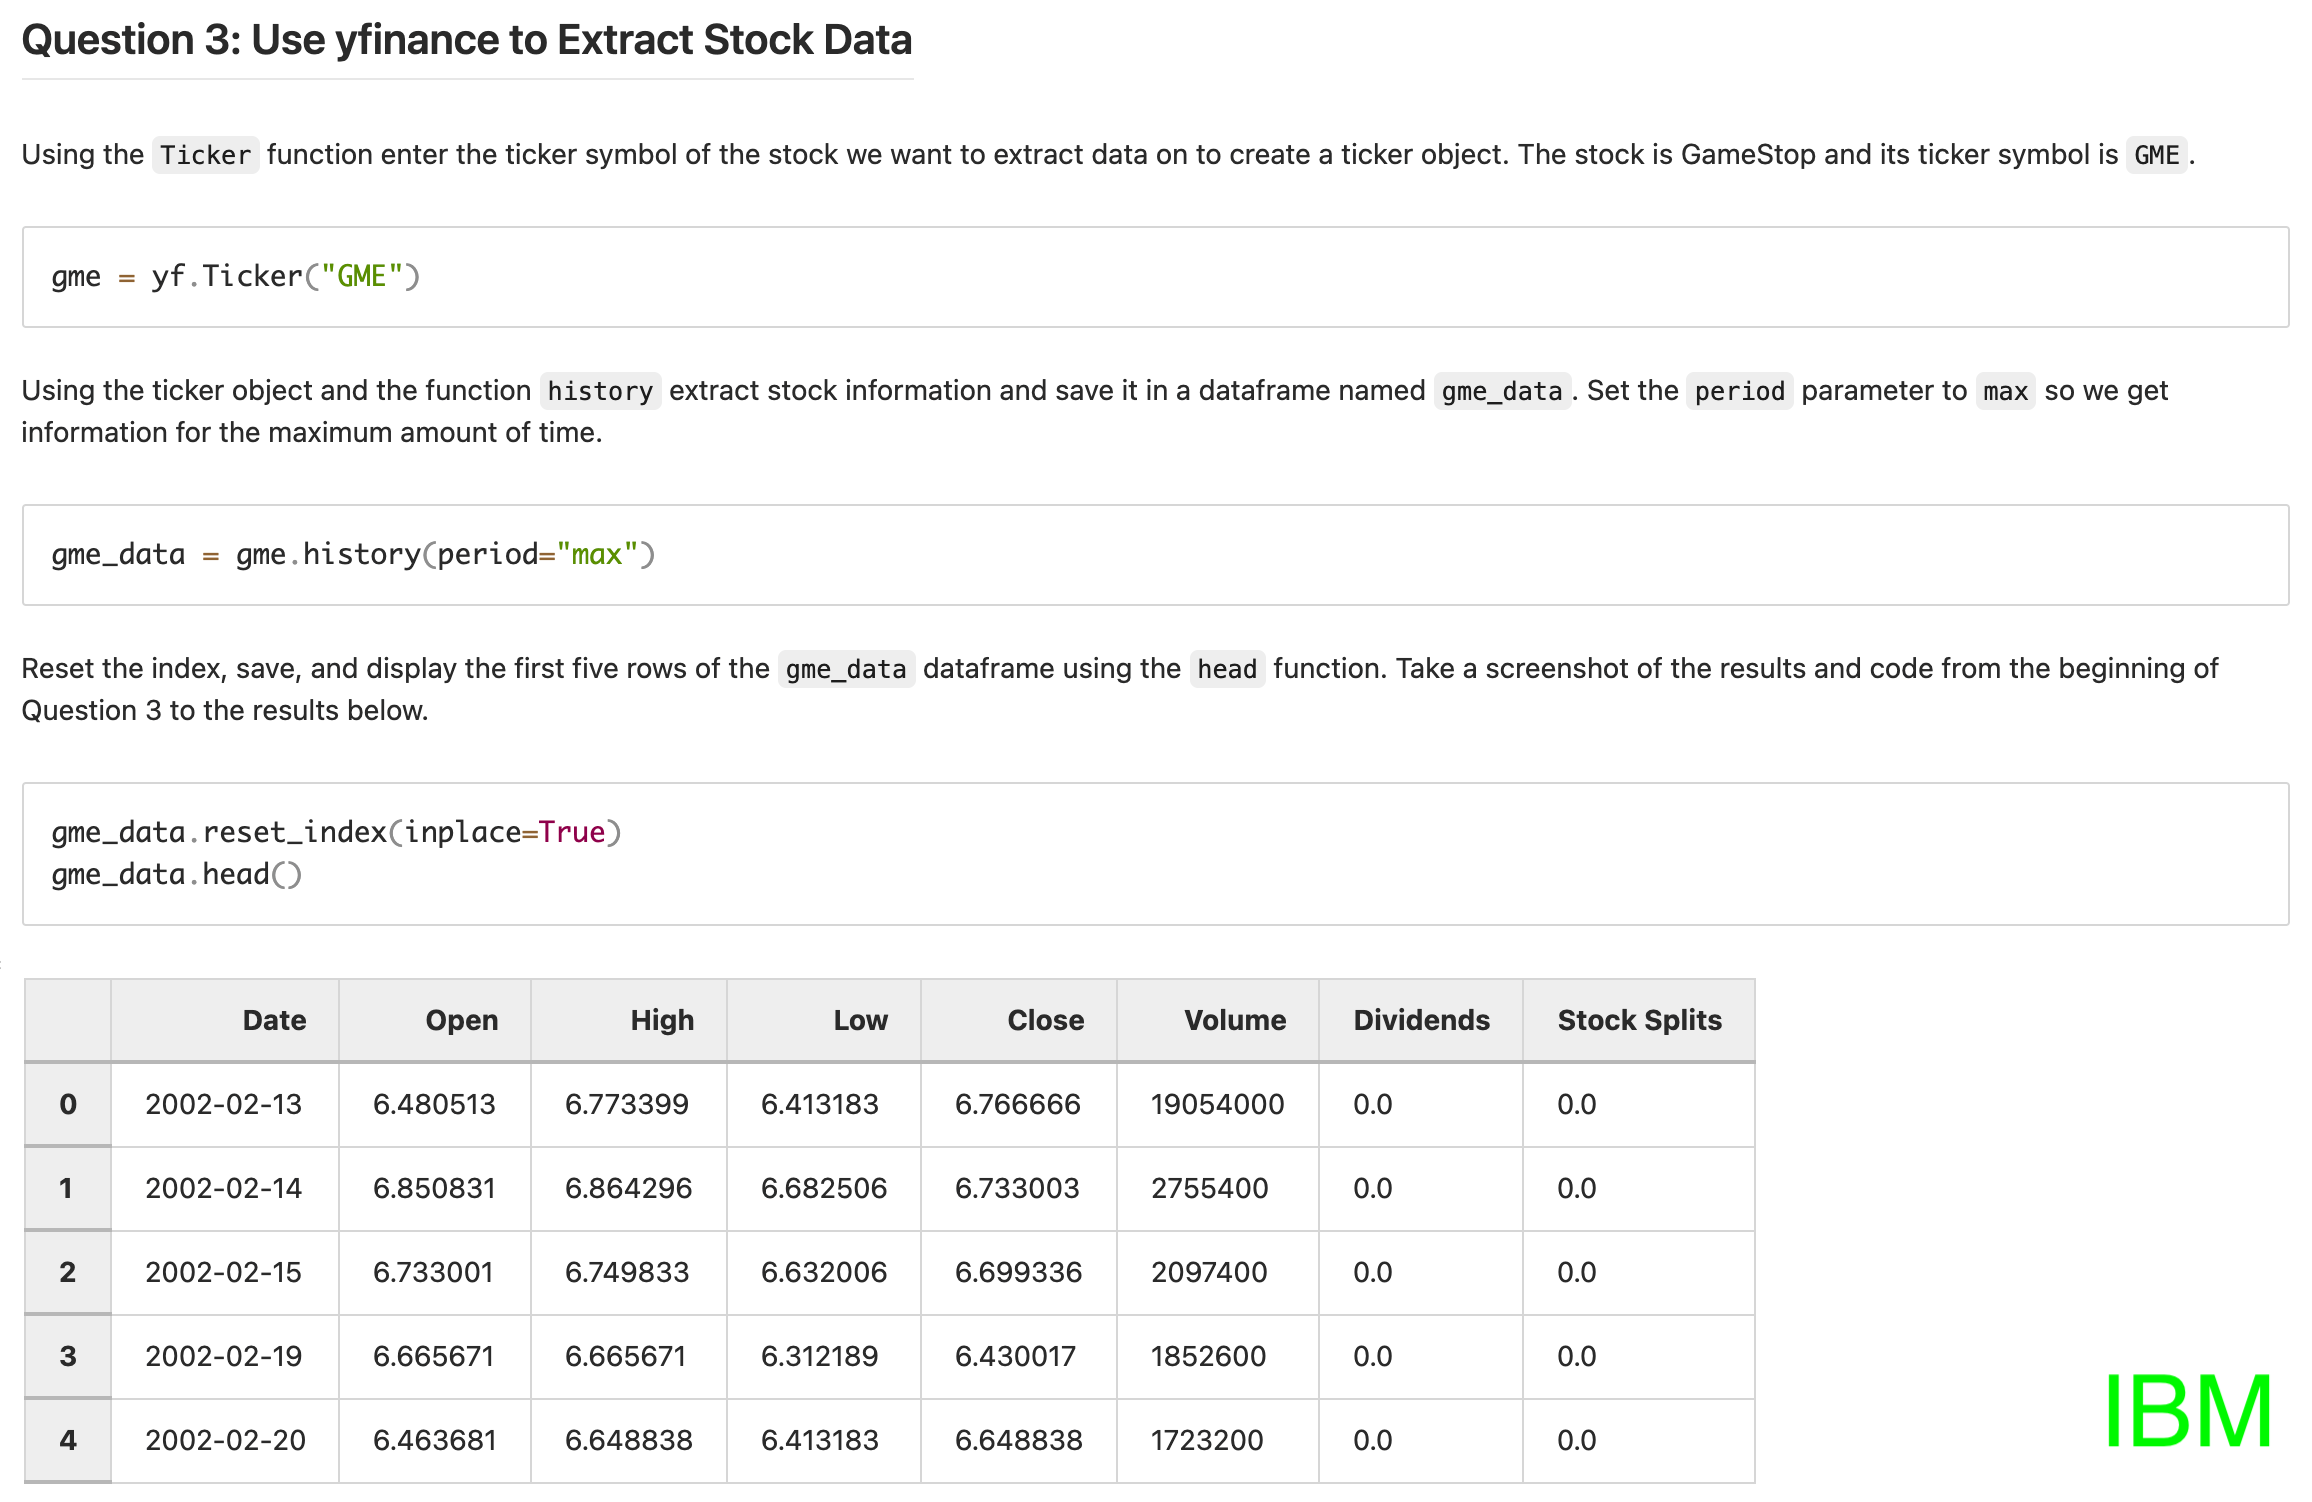 Question 3: Use yfinance to Extract Stock Data
Using the Ticker function enter the ticker symbol of the stock we want to extract data on to create a ticker object. The stock is GameStop and its ticker symbol is GME.
gme = yf.Ticker("GME")
Using the ticker object and the function history extract stock information and save it in a dataframe named gme_data. Set the period parameter to max so we get
information for the maximum amount of time.
gme_data = gme.history(period="max")
Reset the index, save, and display the first five rows of the gme_data dataframe using the head function. Take a screenshot of the results and code from the beginning of
Question 3 to the results below.
gme_data.reset_index(inplace=True)
gme_data.head()
Date Open High Low Close Volume Dividends Stock Splits
0 2002-02-13 6.480513 6.773399 6.413183 6.766666 19054000 0.0 0.0
1 2002-02-14 6.850831 6.864296 6.682506 6.733003 2755400 0.0 0.0
2 2002-02-15 6.733001 6.749833 6.632006 6.699336 2097400 0.0 0.0
3 2002-02-19 6.665671 6.665671 6.312189 6.430017 1852600 0.0 0.0
4 2002-02-20 6.463681 6.648838 6.413183 6.648838 1723200 0.0 0.0
IBM